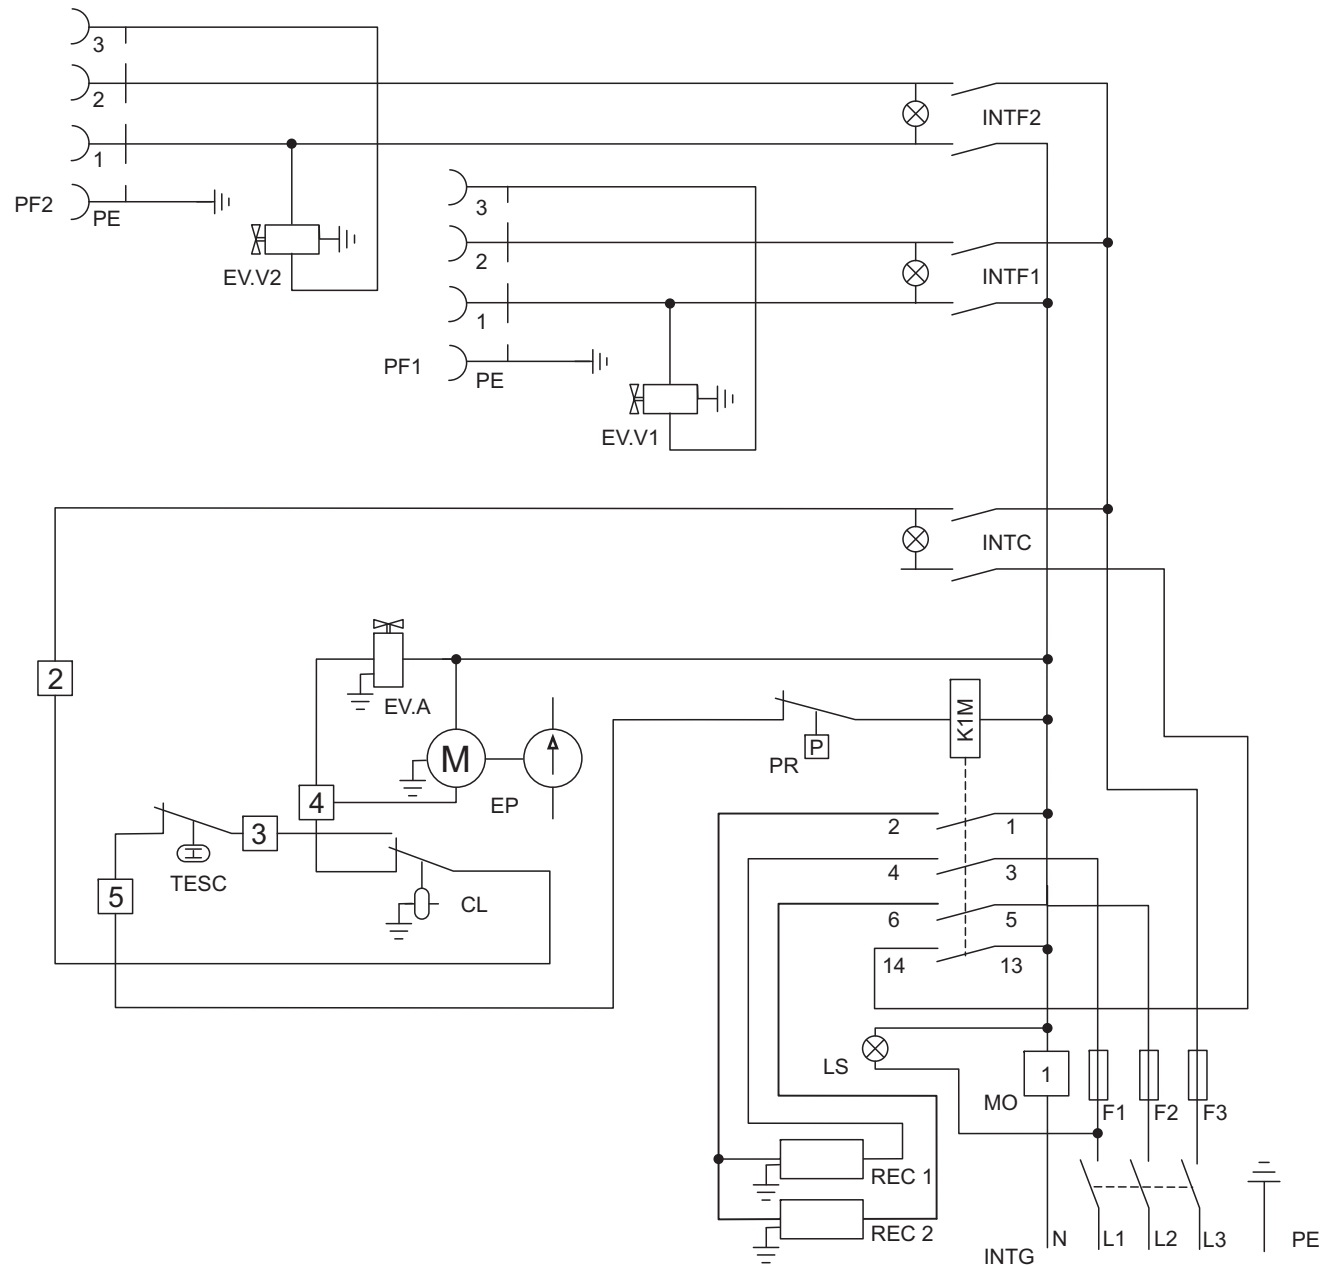 3
2
INTF2
1
PF2
PE
3
EV.V2
2
INTF1
1
PF1
PE
EV.V1
INTC
2
EV.A
K1M
P
PR
M
EP
4
3
2
1
TESC
4
3
5
CL
6
5
14
13
LS
1
MO
F1
F2
F3
REC 1
REC 2
N
L1
L2
L3
PE
INTG